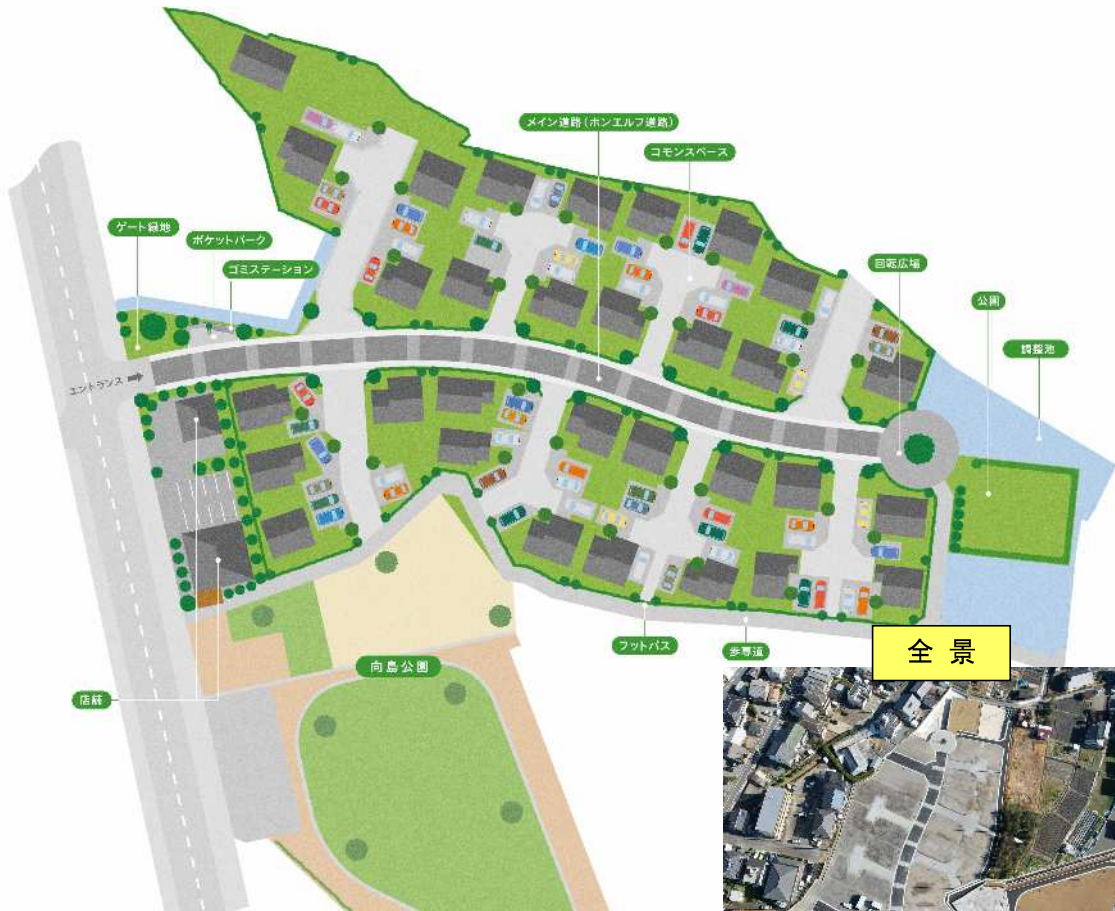 メイン道路(ボンエルフ道路)
コモンスペース
ゲート緑地
ポケットパーク
ゴミステーション
回転広場
公園
調整池
エントランス
フットパス
歩専道
全 景
向島公園
店舗